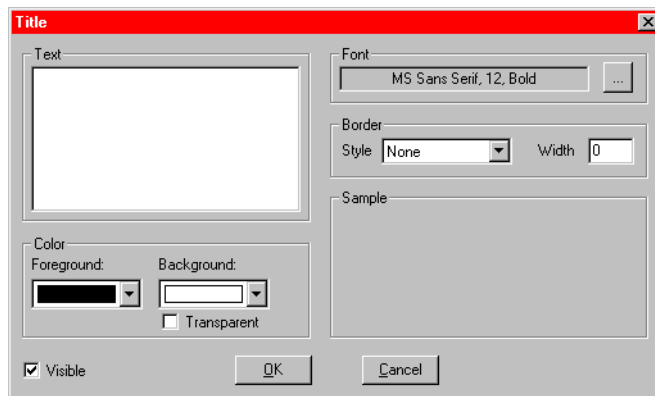 Title
Text
Font
MS Sans Serif, 12, Bold
...
Border
Style None Width 0
Sample
Color
Foreground: Background:
Transparent
Visible OK Cancel